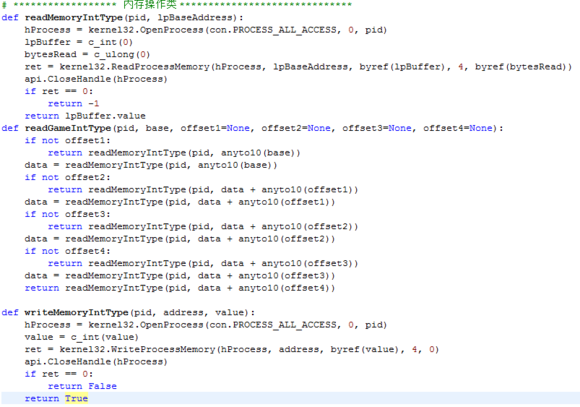 # ****************** 内存操作类 ******************************
def readMemoryIntType(pid, lpBaseAddress):
    hProcess = kernel32.OpenProcess(con.PROCESS_ALL_ACCESS, 0, pid)
    lpBuffer = c_int(0)
    bytesRead = c_ulong(0)
    ret = kernel32.ReadProcessMemory(hProcess, lpBaseAddress, byref(lpBuffer), 4, byref(bytesRead))
    api.CloseHandle(hProcess)
    if ret == 0:
        return -1
    return lpBuffer.value
def readGameIntType(pid, base, offset1=None, offset2=None, offset3=None, offset4=None):
    if not offset1:
        return readMemoryIntType(pid, anyto10(base))
    data = readMemoryIntType(pid, anyto10(base))
    if not offset2:
        return readMemoryIntType(pid, data + anyto10(offset1))
    data = readMemoryIntType(pid, data + anyto10(offset1))
    if not offset3:
        return readMemoryIntType(pid, data + anyto10(offset2))
    data = readMemoryIntType(pid, data + anyto10(offset2))
    if not offset4:
        return readMemoryIntType(pid, data + anyto10(offset3))
    data = readMemoryIntType(pid, data + anyto10(offset3))
    return readMemoryIntType(pid, data + anyto10(offset4))

def writeMemoryIntType(pid, address, value):
    hProcess = kernel32.OpenProcess(con.PROCESS_ALL_ACCESS, 0, pid)
    value = c_int(value)
    ret = kernel32.WriteProcessMemory(hProcess, address, byref(value), 4, 0)
    api.CloseHandle(hProcess)
    if ret == 0:
        return False
    return True